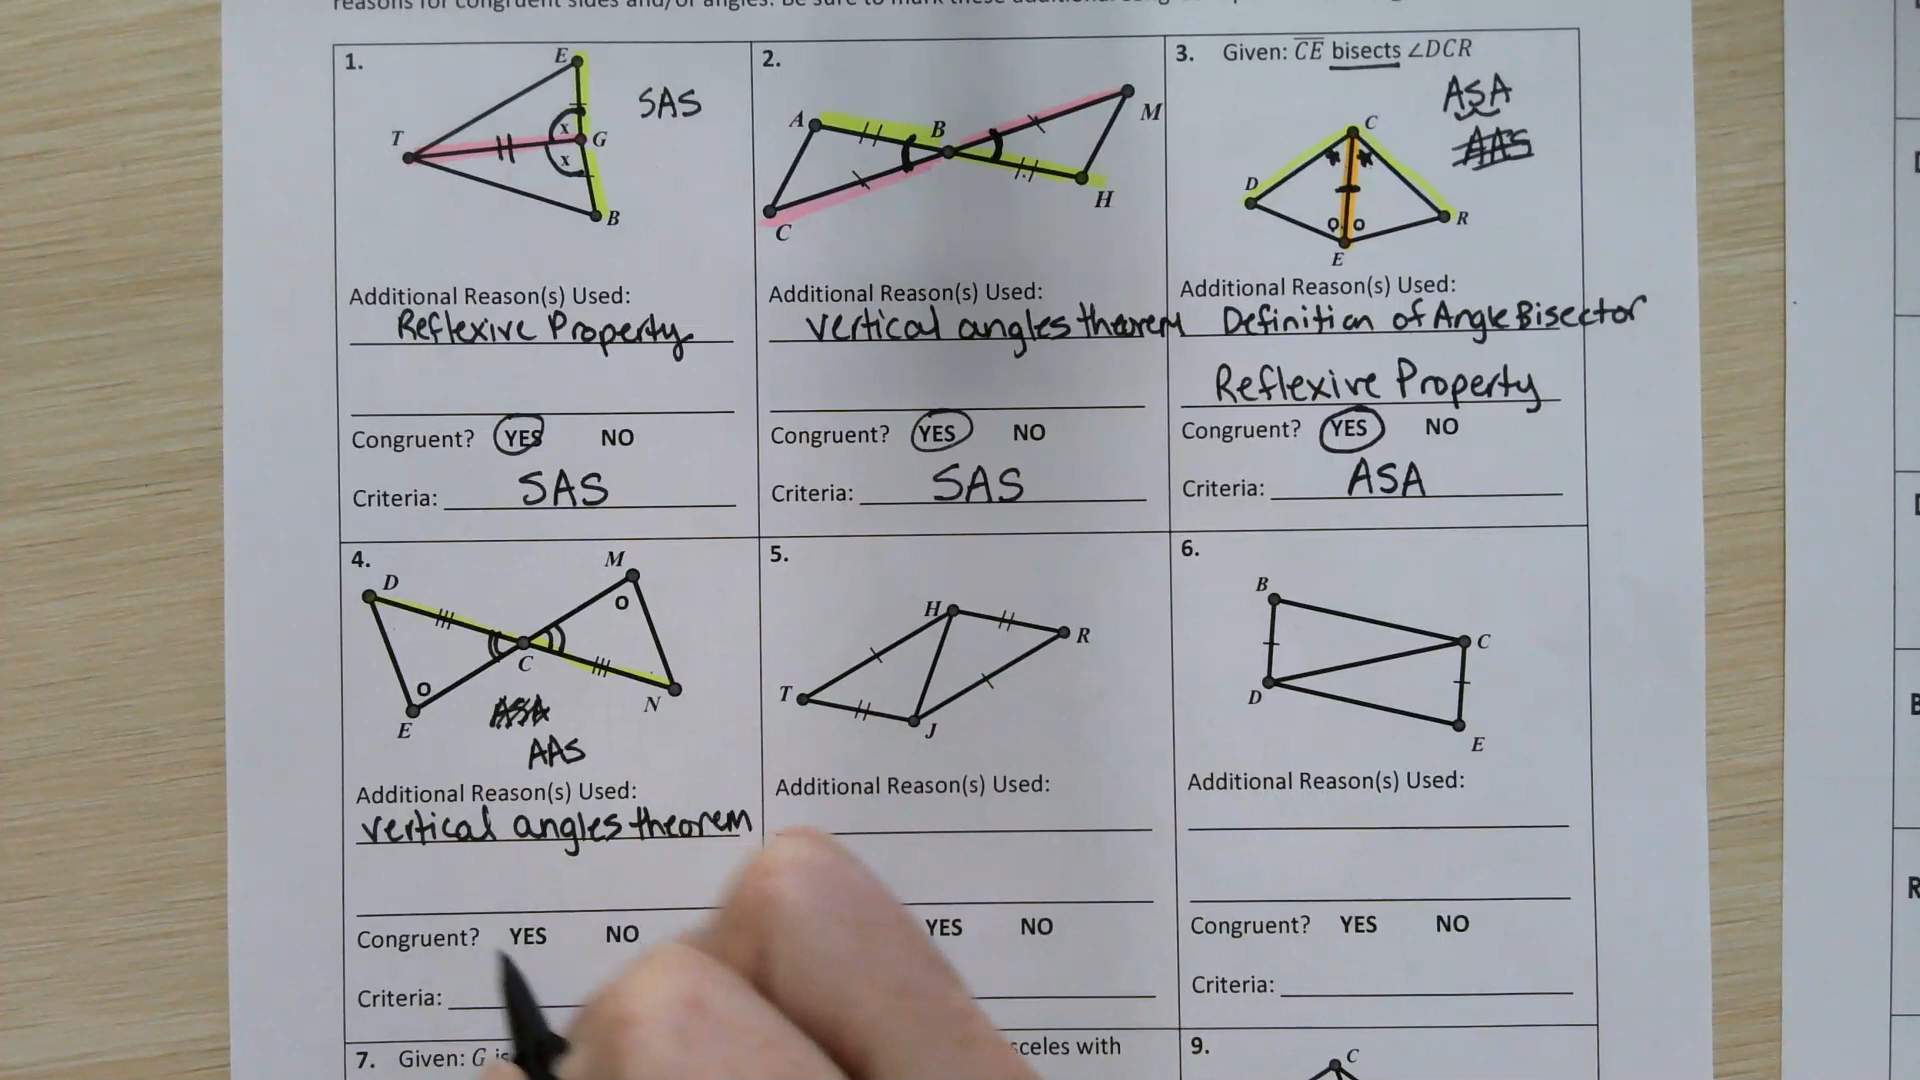 1.
E
SAS
x
T
G
x
B
Additional Reason(s) Used:
Reflexive Property
Congruent? YES NO
SAS
Criteria:
2.
M
A
B
H
C
Additional Reason(s) Used:
vertical angles theorem
Congruent? YES NO
SAS
Criteria:
3. Given: CE bisects ∠DCR
ASA
C
AAS
D
R
E
Additional Reason(s) Used:
Definition of Angle Bisector
Reflexive Property
Congruent? YES NO
ASA
Criteria:
4.
M
D
o
C
o
N
E
ASA
AAS
Additional Reason(s) Used:
vertical angles theorem
Congruent? YES NO
Criteria:
5.
H
R
T
J
Additional Reason(s) Used:
YES NO
6.
B
C
D
E
Additional Reason(s) Used:
Congruent? YES NO
Criteria:
7. Given: G is
sceles with
9.
C